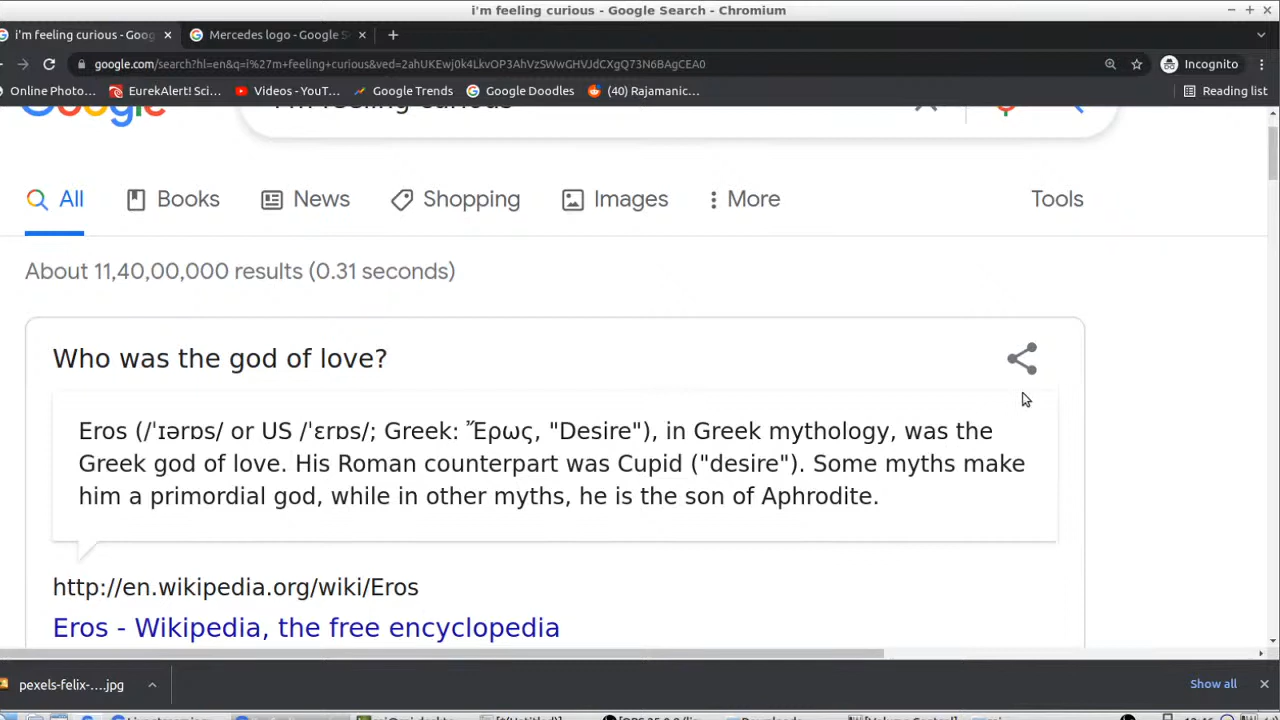 i'm feeling curious - Google Search - Chromium
i'm feeling curious - Goog
Mercedes logo - Google S
google.com/search?hl=en&q=i%27m+feeling+curious&ved=2ahUKEwj0k4LkvOP3AhVzSWwGHVJdCXgQ73N6BAgCEA0
Incognito
Online Photo… EurekAlert! Sci… Videos - YouT… Google Trends Google Doodles (40) Rajamanic… Reading list
Google i'm feeling curious
All Books News Shopping Images More Tools
About 11,40,00,000 results (0.31 seconds)
Who was the god of love?
Eros (/ˈɪərɒs/ or US /ˈɛrɒs/; Greek: Ἔρως, "Desire"), in Greek mythology, was the
Greek god of love. His Roman counterpart was Cupid ("desire"). Some myths make
him a primordial god, while in other myths, he is the son of Aphrodite.
http://en.wikipedia.org/wiki/Eros
Eros - Wikipedia, the free encyclopedia
pexels-felix-....jpg
Show all